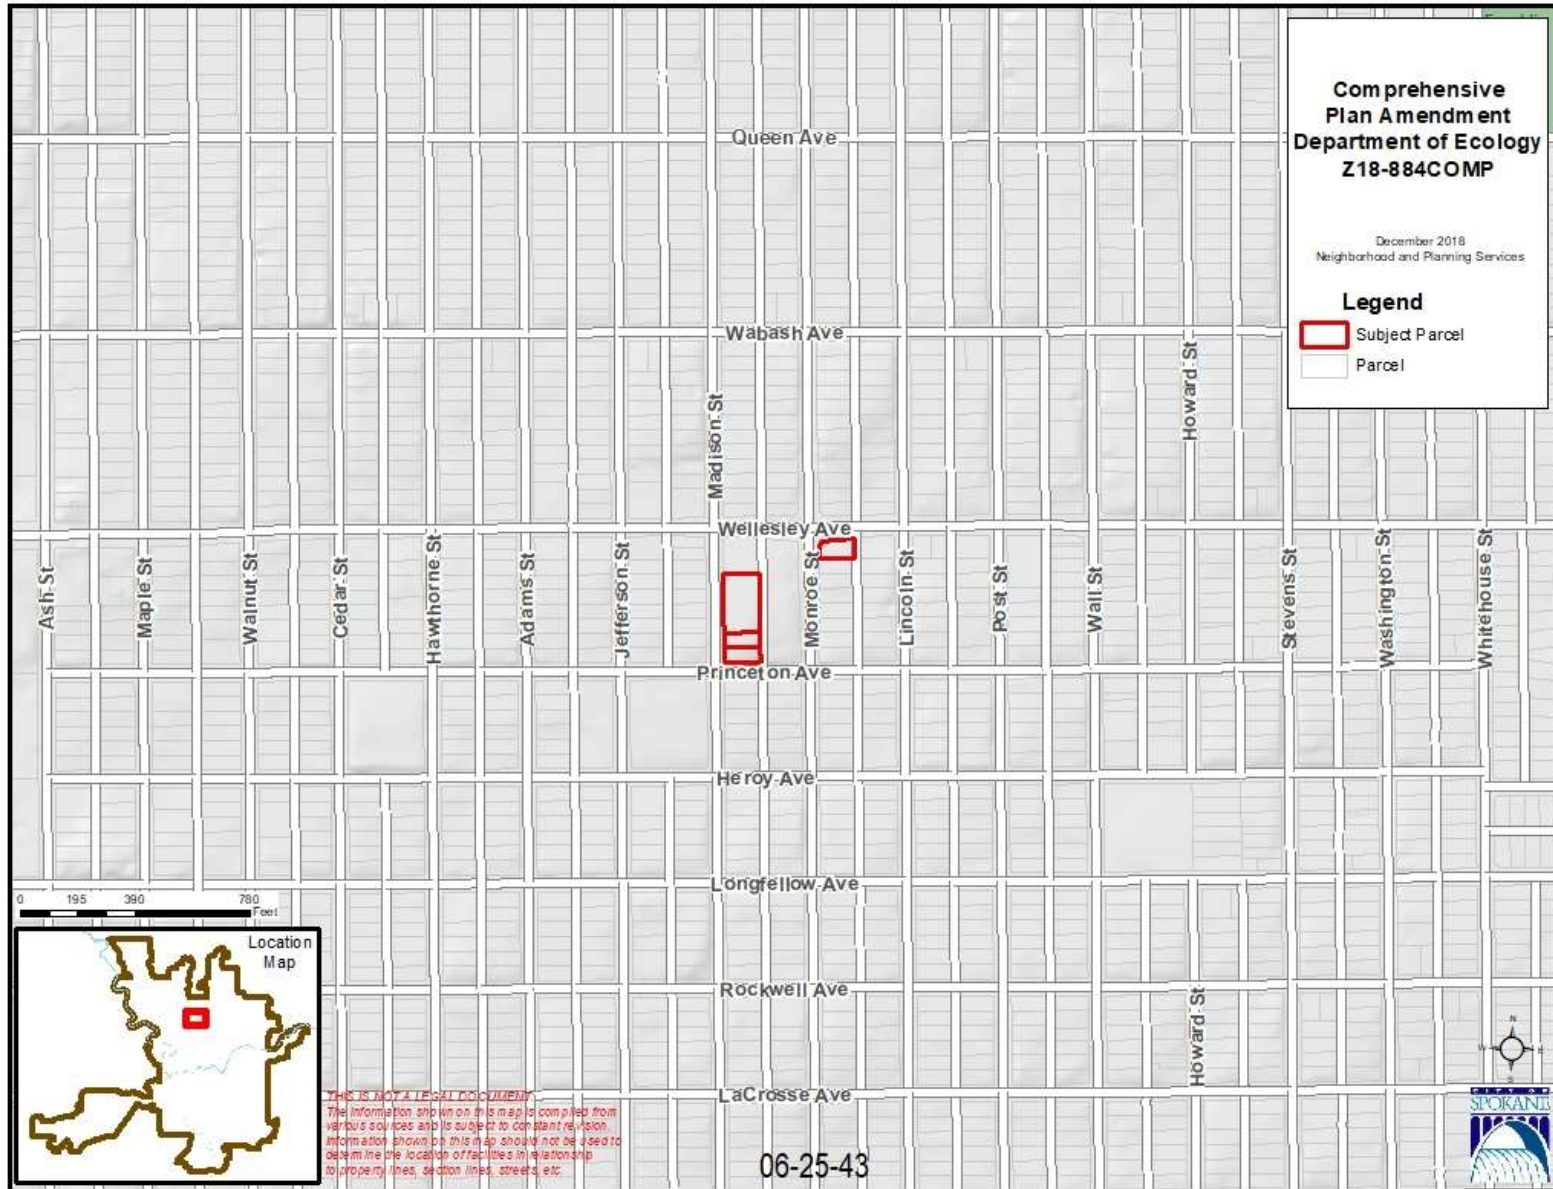 Comprehensive
Plan Amendment
Department of Ecology
Z18-884COMP
December 2018
Neighborhood and Planning Services
Legend
Subject Parcel
Parcel
Queen Ave
Wabash Ave
Madison St
Howard St
Wellesley Ave
Ash St
Maple St
Walnut St
Cedar St
Hawthorne St
Adams St
Jefferson St
Monroe St
Lincoln St
Post St
Wall St
Stevens St
Washington St
Whitehouse St
Princeton Ave
Heroy Ave
Longfellow Ave
0 195 390 780
Feet
Location
Map
Rockwell Ave
Howard St
N
W E
S
LaCrosse Ave
THIS IS NOT A LEGAL DOCUMENT
The information shown on this map is compiled from
various sources and is subject to constant revision.
Information shown on this map should not be used to
determine the location of facilities in relationship
to property lines, section lines, streets, etc.
06-25-43
CITY OF
SPOKANE